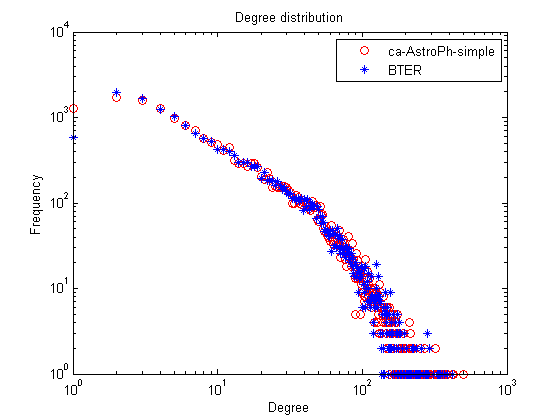 Degree distribution
10^4
ca-AstroPh-simple
BTER
10^3
10^2
10^1
10^0
Frequency
10^0 10^1 10^2 10^3
Degree